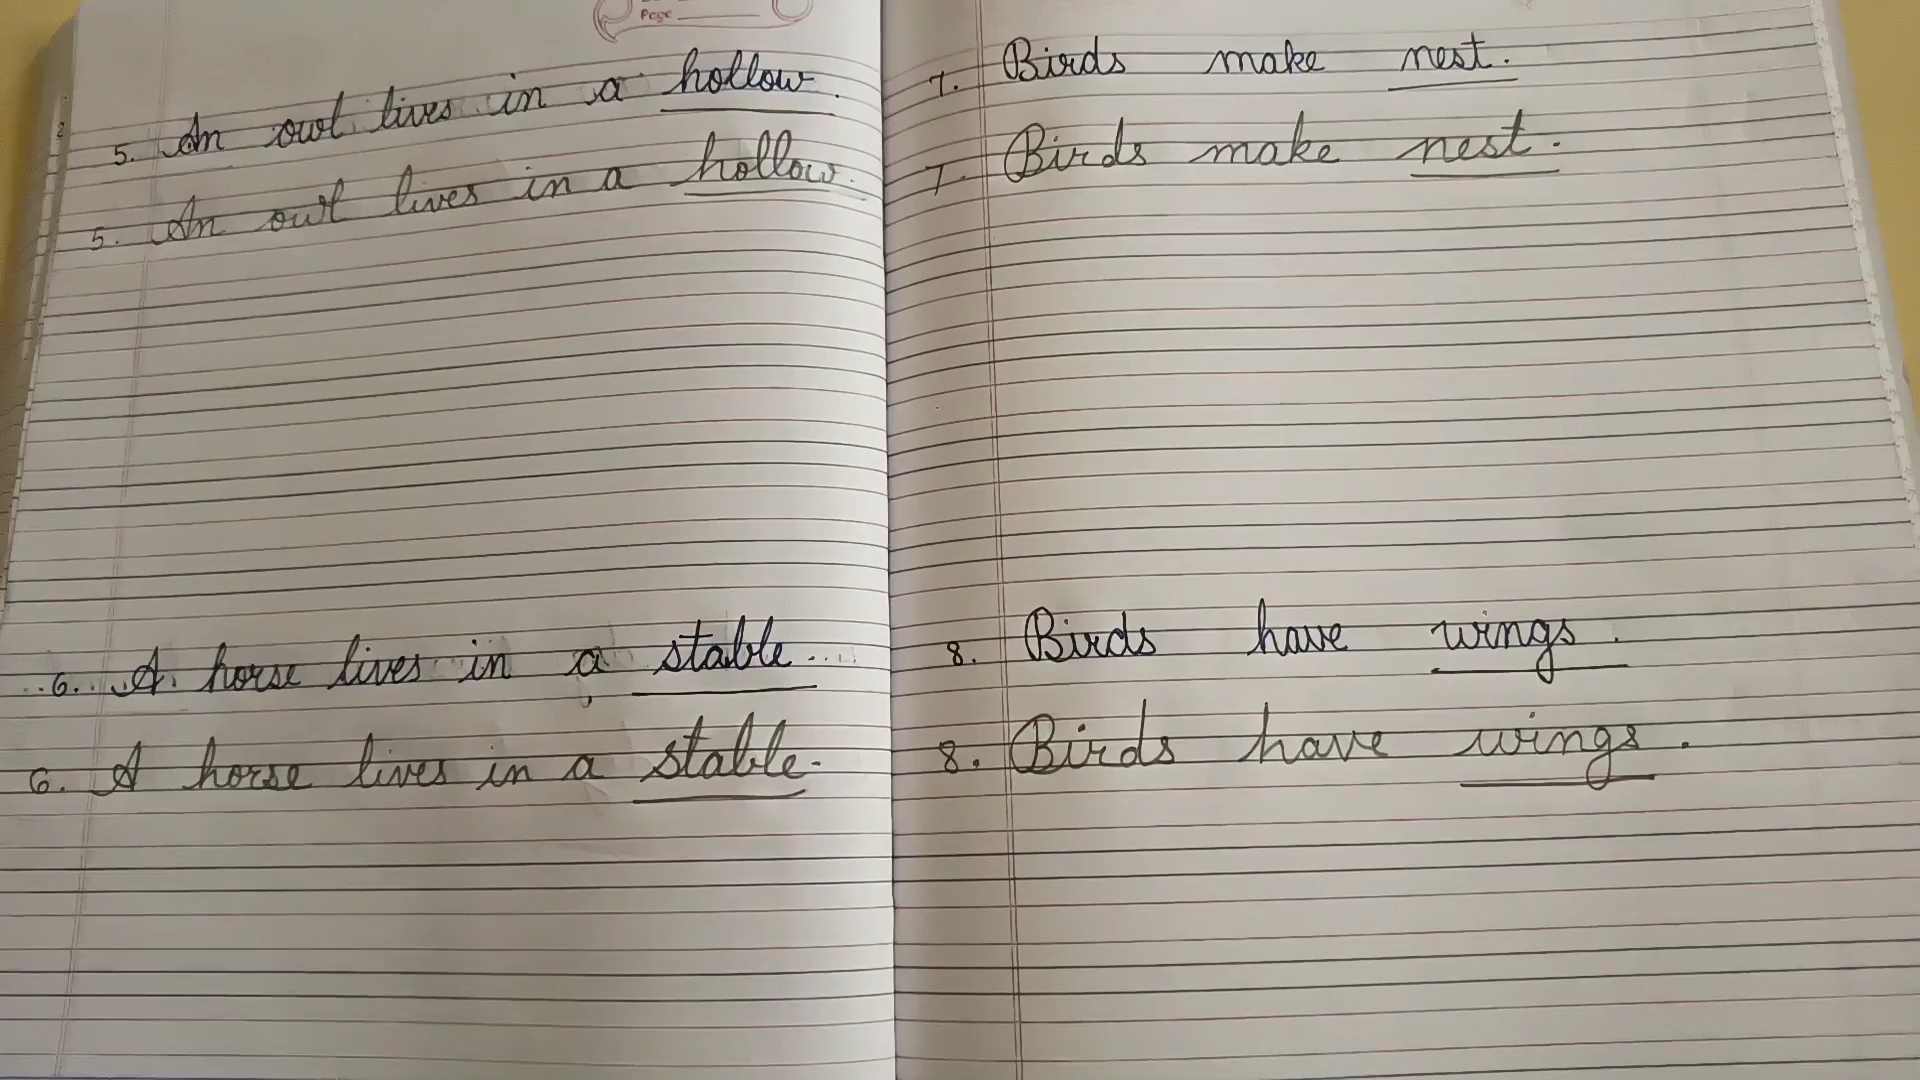 Page
5. An owl lives in a hollow.
5. An owl lives in a hollow.
6. A horse lives in a stable.
6. A horse lives in a stable.
7. Birds make nest.
7. Birds make nest.
8. Birds have wings.
8. Birds have wings.